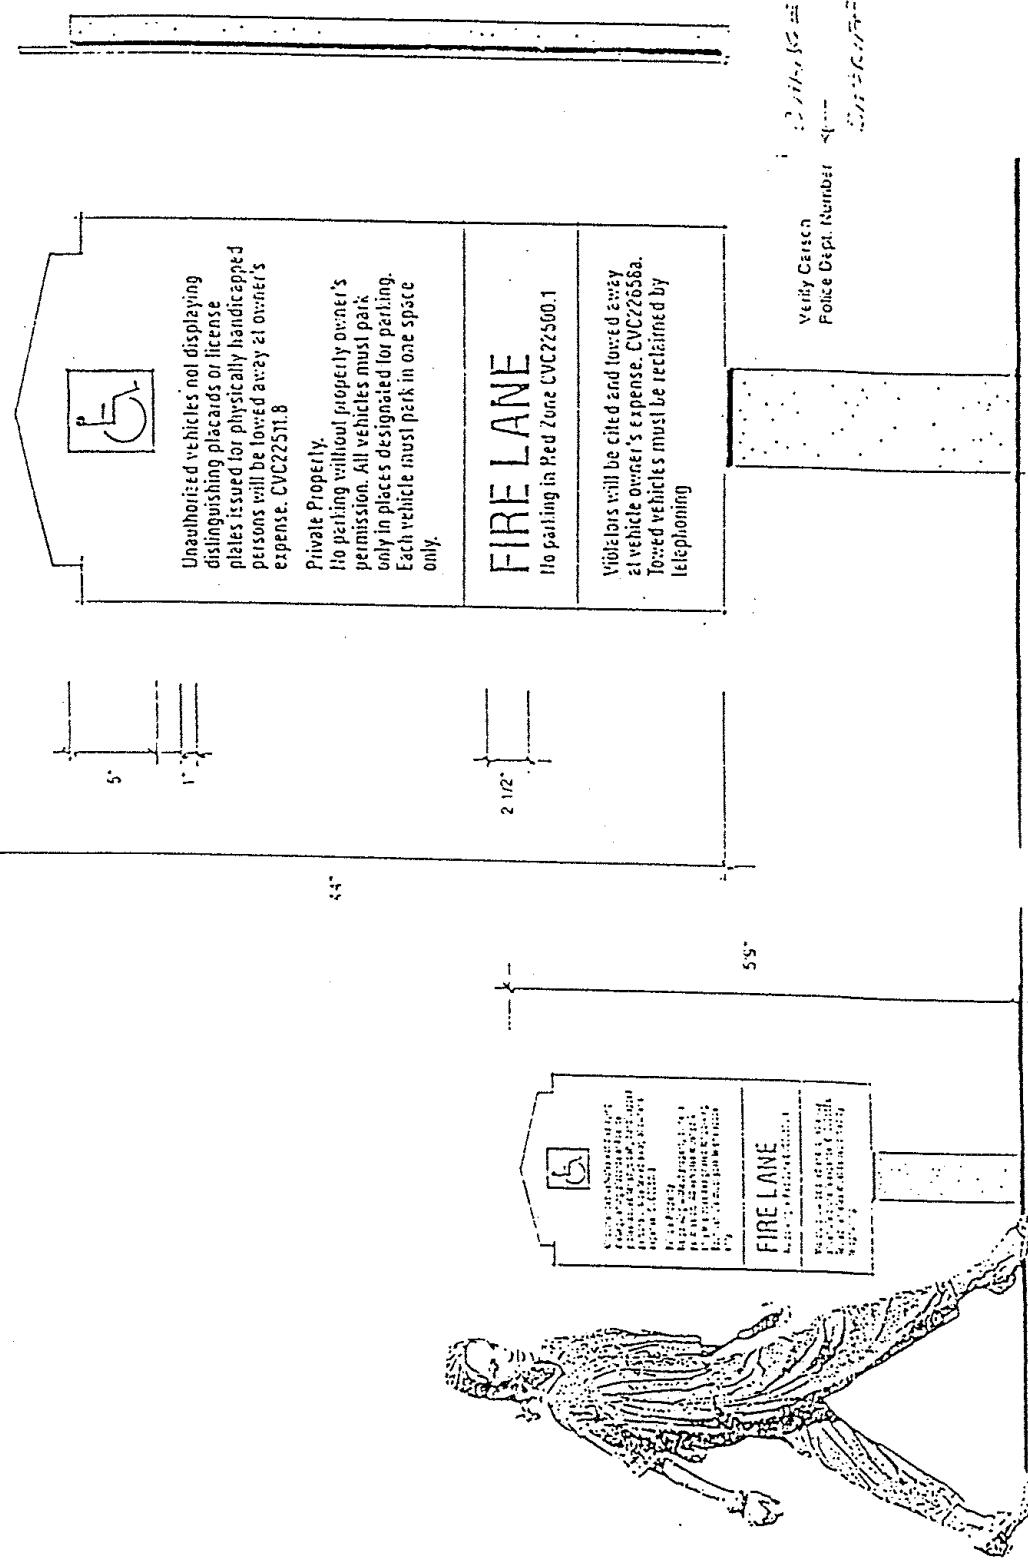 Unauthorized vehicles not displaying
distinguishing placards or license
plates issued for physically handicapped
persons will be towed away at owner's
expense. CVC22511.8
Private Property.
No parking without property owner's
permission. All vehicles must park
only in places designated for parking.
Each vehicle must park in one space
only.
FIRE LANE
No parking in Red Zone CVC22500.1
Violators will be cited and towed away
at vehicle owner's expense. CVC22658a.
Towed vehicles must be reclaimed by
telephoning
Verify Carson
Police Dept. Number
5"
1"
2 1/2"
44"
5'5"
FIRE LANE